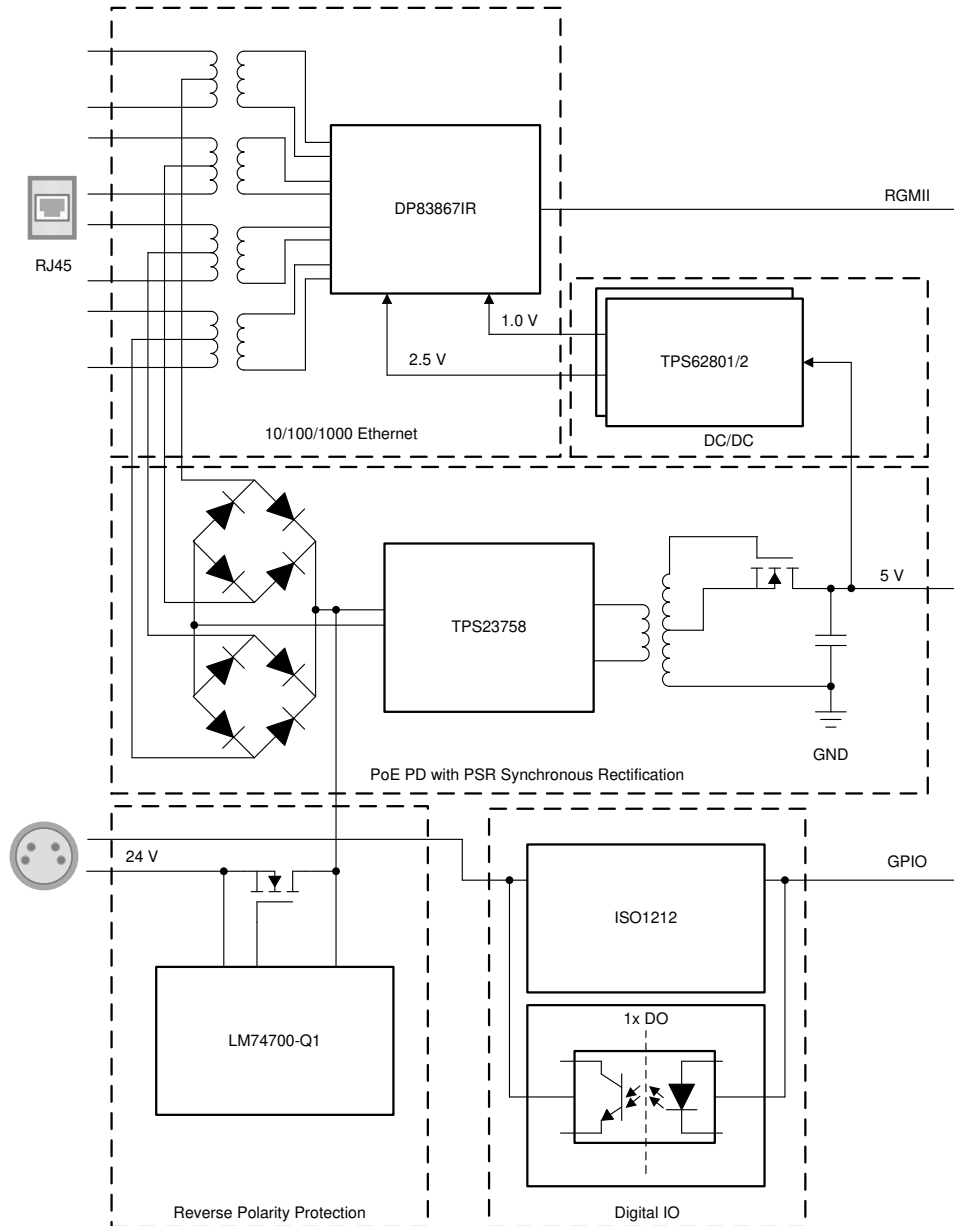 RJ45
DP83867IR
RGMII
1.0 V
2.5 V
TPS62801/2
10/100/1000 Ethernet
DC/DC
TPS23758
5 V
GND
PoE PD with PSR Synchronous Rectification
24 V
GPIO
ISO1212
LM74700-Q1
1x DO
Reverse Polarity Protection
Digital IO